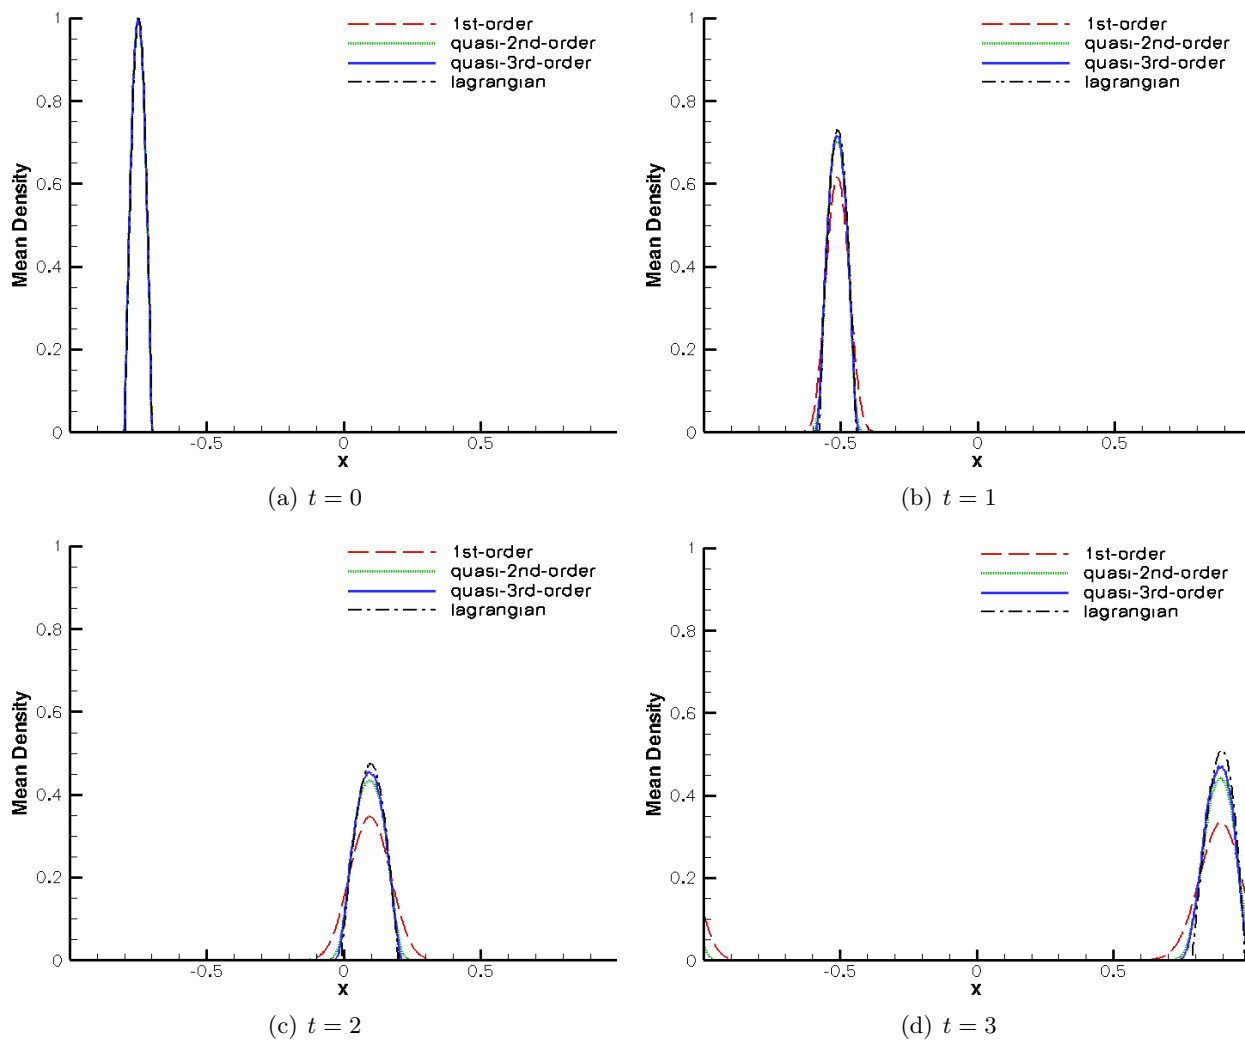 1st-order
quasi-2nd-order
quasi-3rd-order
lagrangian
1
0.8
0.6
0.4
0.2
0
Mean Density
-0.5 0 0.5
x
(a) t = 0
1st-order
quasi-2nd-order
quasi-3rd-order
lagrangian
1
0.8
0.6
0.4
0.2
0
Mean Density
-0.5 0 0.5
x
(b) t = 1
1st-order
quasi-2nd-order
quasi-3rd-order
lagrangian
1
0.8
0.6
0.4
0.2
0
Mean Density
-0.5 0 0.5
x
(c) t = 2
1st-order
quasi-2nd-order
quasi-3rd-order
lagrangian
1
0.8
0.6
0.4
0.2
0
Mean Density
-0.5 0 0.5
x
(d) t = 3